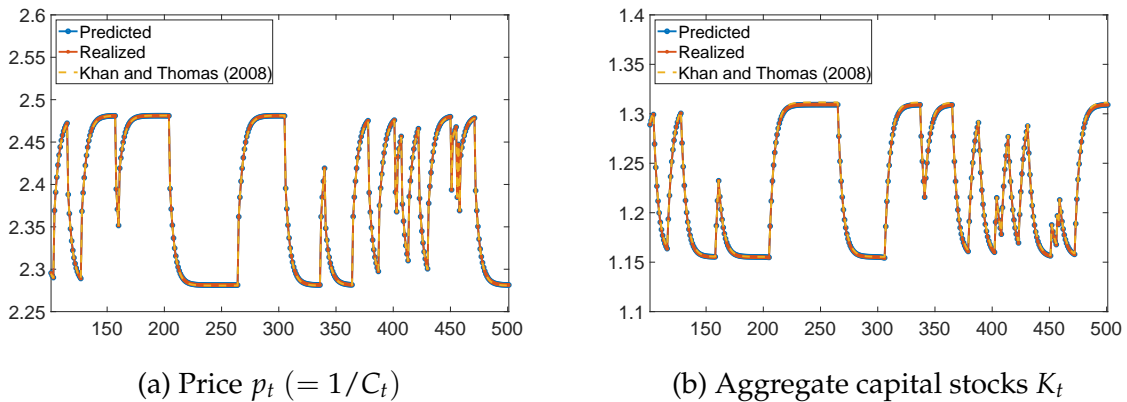 2.6
2.55
2.5
2.45
2.4
2.35
2.3
2.25
Predicted
Realized
Khan and Thomas (2008)
150 200 250 300 350 400 450 500
(a) Price pₜ (= 1/Cₜ)
1.4
1.35
1.3
1.25
1.2
1.15
1.1
Predicted
Realized
Khan and Thomas (2008)
150 200 250 300 350 400 450 500
(b) Aggregate capital stocks Kₜ